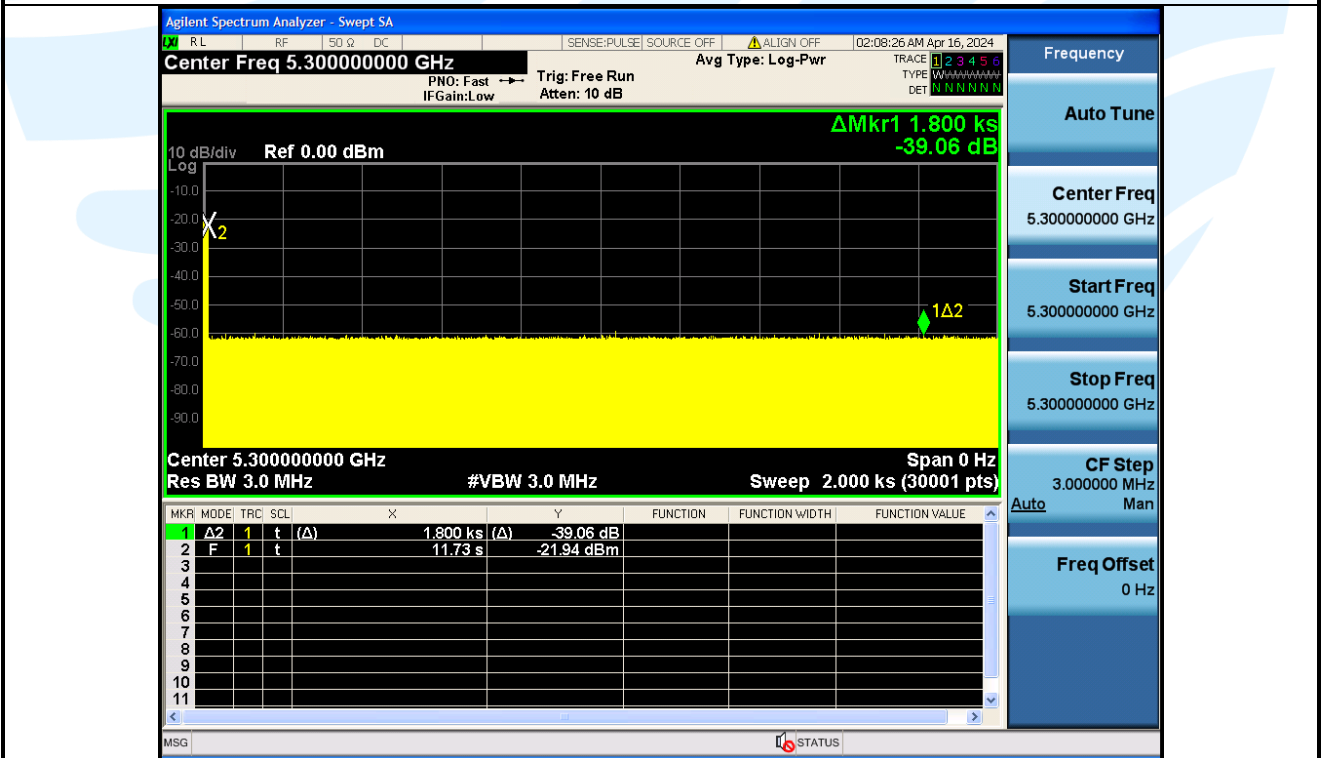 Agilent Spectrum Analyzer - Swept SA
LXI RL RF 50 Ω DC SENSE:PULSE SOURCE OFF ALIGN OFF 02:08:26 AM Apr 16, 2024
Center Freq 5.300000000 GHz
PNO: Fast
IFGain:Low
Trig: Free Run
Atten: 10 dB
Avg Type: Log-Pwr
TRACE 1 2 3 4 5 6
TYPE WWWWWW
DET N N N N N N
ΔMkr1 1.800 ks
-39.06 dB
10 dB/div Ref 0.00 dBm
Log
-10.0
-20.0
-30.0
-40.0
-50.0
-60.0
-70.0
-80.0
-90.0
2
1Δ2
Center 5.300000000 GHz Span 0 Hz
Res BW 3.0 MHz #VBW 3.0 MHz Sweep 2.000 ks (30001 pts)
MKR MODE TRC SCL X Y FUNCTION FUNCTION WIDTH FUNCTION VALUE
1 Δ2 1 t (Δ) 1.800 ks (Δ) -39.06 dB
2 F 1 t 11.73 s -21.94 dBm
3
4
5
6
7
8
9
10
11
MSG STATUS
Frequency
Auto Tune
Center Freq
5.300000000 GHz
Start Freq
5.300000000 GHz
Stop Freq
5.300000000 GHz
CF Step
3.000000 MHz
Auto Man
Freq Offset
0 Hz